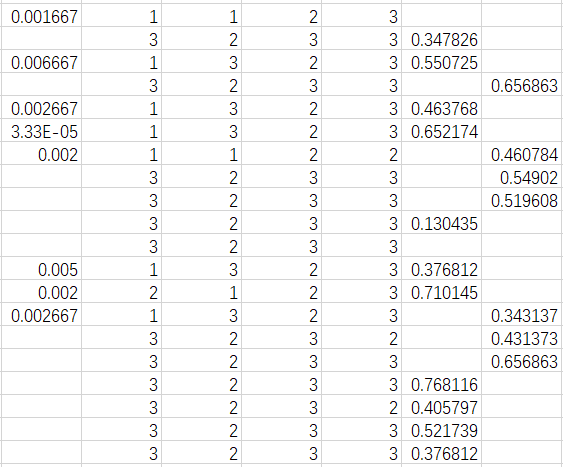 0.001667 1 1 2 3
3 2 3 3 0.347826
0.006667 1 3 2 3 0.550725
3 2 3 3 0.656863
0.002667 1 3 2 3 0.463768
3.33E-05 1 3 2 3 0.652174
0.002 1 1 2 2 0.460784
3 2 3 3 0.54902
3 2 3 3 0.519608
3 2 3 3 0.130435
3 2 3 3
0.005 1 3 2 3 0.376812
0.002 2 1 2 3 0.710145
0.002667 1 3 2 3 0.343137
3 2 3 2 0.431373
3 2 3 3 0.656863
3 2 3 3 0.768116
3 2 3 2 0.405797
3 2 3 3 0.521739
3 2 3 3 0.376812